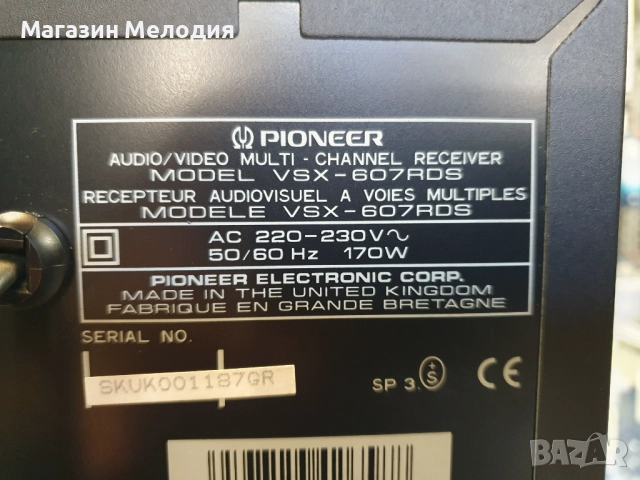 Магазин Мелодия
PIONEER
AUDIO/VIDEO MULTI-CHANNEL RECEIVER
MODEL VSX-607RDS
RECEPTEUR AUDIOVISUEL A VOIES MULTIPLES
MODELE VSX-607RDS
AC 220-230V~
50/60 Hz 170W
PIONEER ELECTRONIC CORP.
MADE IN THE UNITED KINGDOM
FABRIQUE EN GRANDE BRETAGNE
SERIAL NO.
SKUK001187GR
SP 3. +S CE
BAZAR